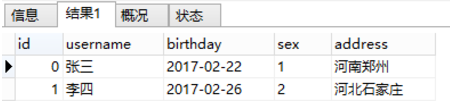 信息 结果1 概况 状态
id username birthday sex address
0 张三 2017-02-22 1 河南郑州
1 李四 2017-02-26 2 河北石家庄